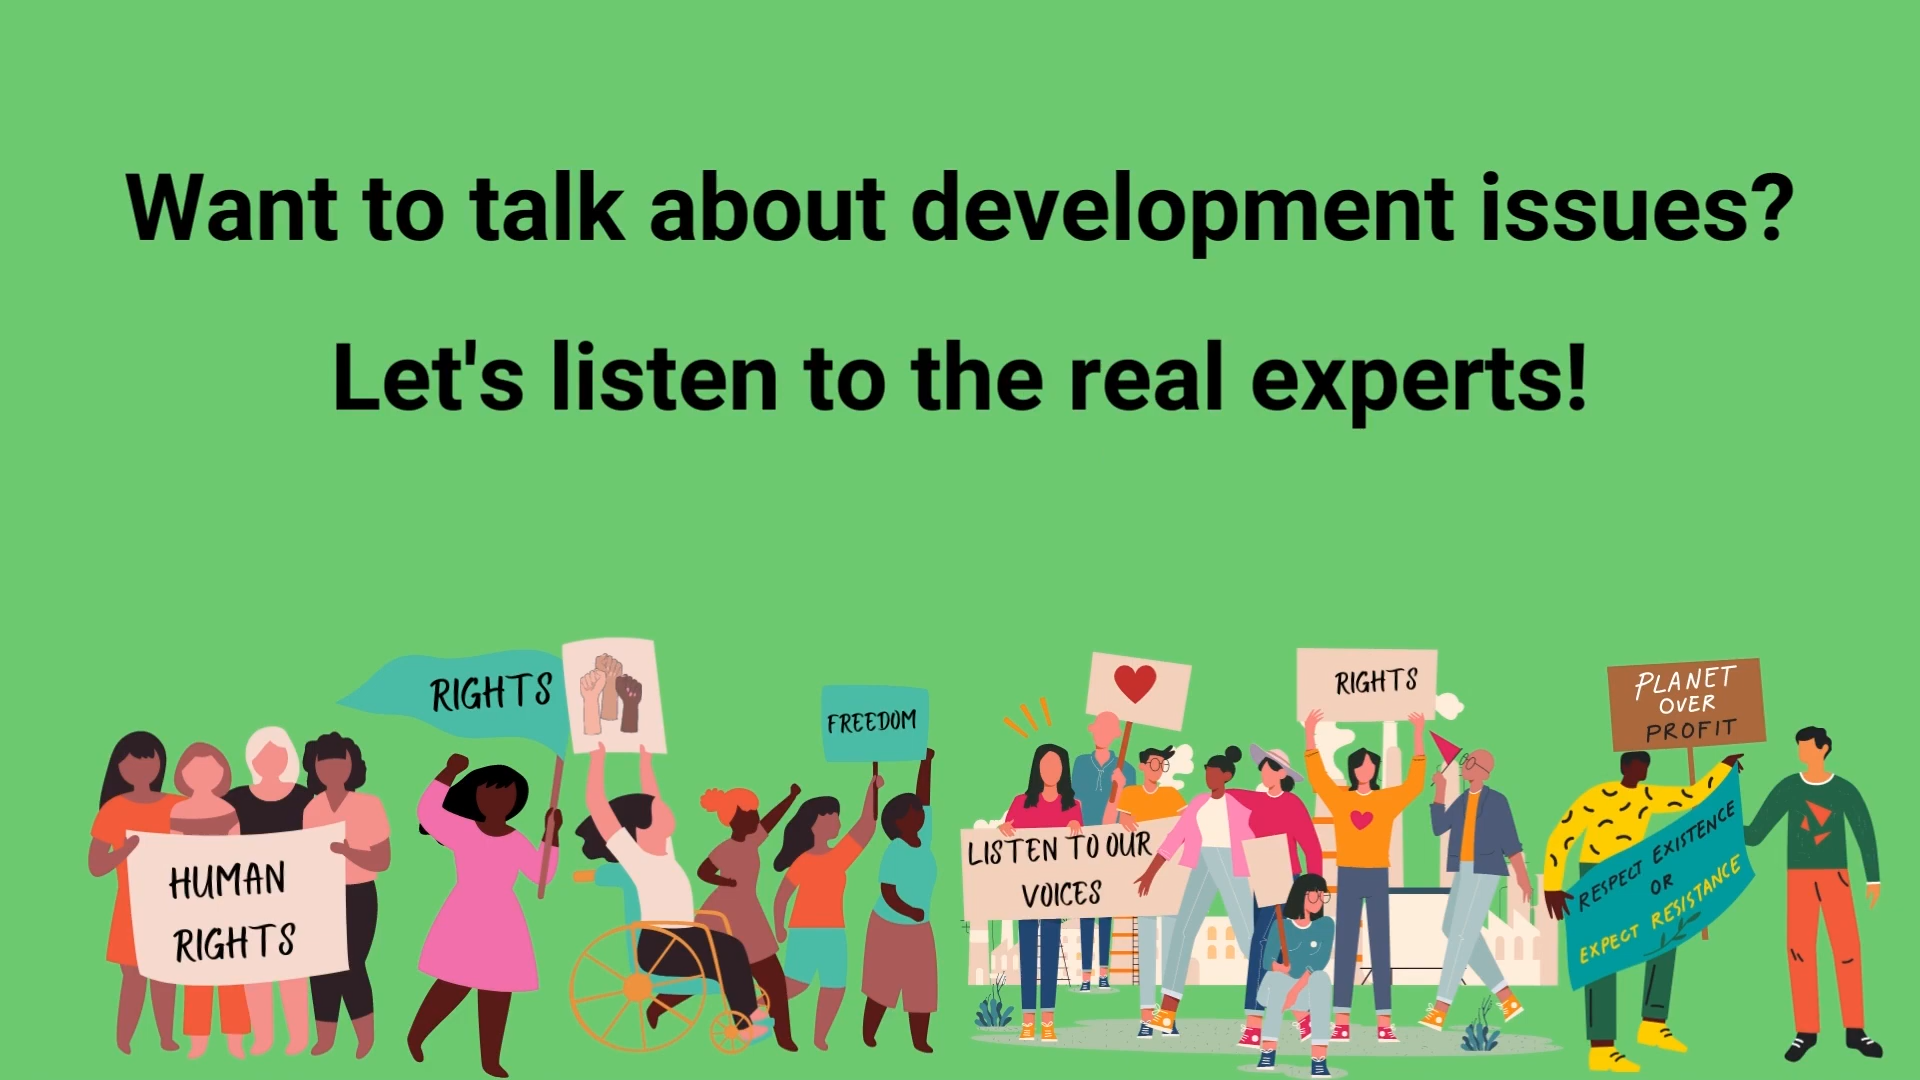 Want to talk about development issues?
Let's listen to the real experts!
HUMAN
RIGHTS
RIGHTS
FREEDOM
LISTEN TO OUR
VOICES
RIGHTS
PLANET
OVER
PROFIT
RESPECT EXISTENCE
OR
EXPECT RESISTANCE